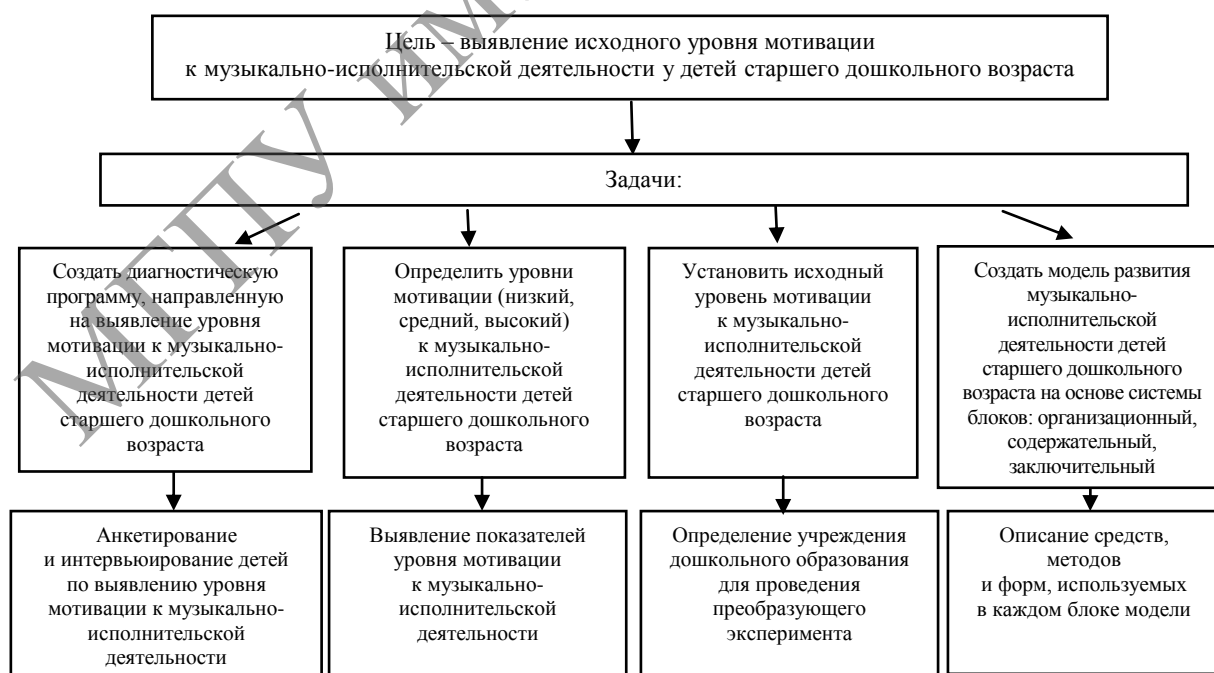 Цель – выявление исходного уровня мотивации
к музыкально-исполнительской деятельности у детей старшего дошкольного возраста
Задачи:
Создать диагностическую
программу, направленную
на выявление уровня
мотивации к музыкально-
исполнительской
деятельности детей
старшего дошкольного
возраста
Определить уровни
мотивации (низкий,
средний, высокий)
к музыкально-
исполнительской
деятельности детей
старшего дошкольного
возраста
Установить исходный
уровень мотивации
к музыкально-
исполнительской
деятельности детей
старшего дошкольного
возраста
Создать модель развития
музыкально-
исполнительской
деятельности детей
старшего дошкольного
возраста на основе системы
блоков: организационный,
содержательный,
заключительный
Анкетирование
и интервьюирование детей
по выявлению уровня
мотивации к музыкально-
исполнительской
деятельности
Выявление показателей
уровня мотивации
к музыкально-
исполнительской
деятельности
Определение учреждения
дошкольного образования
для проведения
преобразующего
эксперимента
Описание средств,
методов
и форм, используемых
в каждом блоке модели
МГПУ им